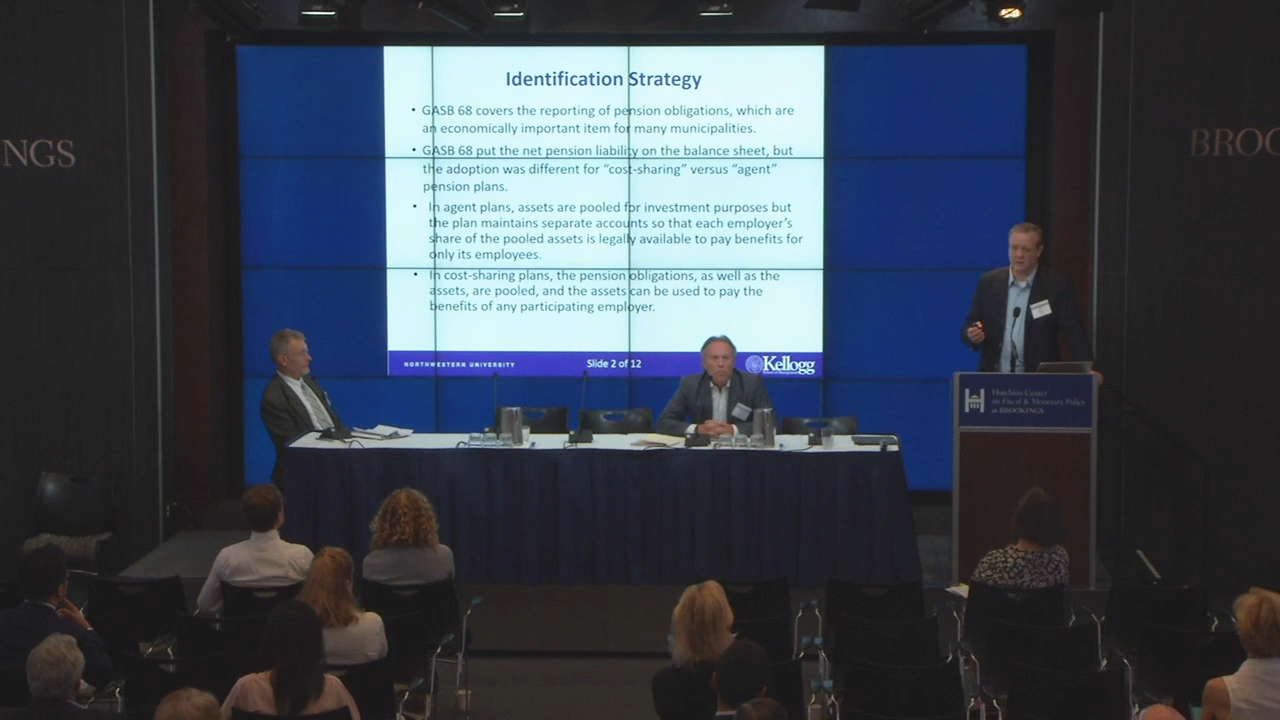 Identification Strategy
• GASB 68 covers the reporting of pension obligations, which are
an economically important item for many municipalities.
• GASB 68 put the net pension liability on the balance sheet, but
the adoption was different for “cost-sharing” versus “agent”
pension plans.
• In agent plans, assets are pooled for investment purposes but
the plan maintains separate accounts so that each employer’s
share of the pooled assets is legally available to pay benefits for
only its employees.
• In cost-sharing plans, the pension obligations, as well as the
assets, are pooled, and the assets can be used to pay the
benefits of any participating employer.
NORTHWESTERN UNIVERSITY
Slide 2 of 12
Kellogg
School of Management
NGS
BROO
H
Hutchins Center
on Fiscal & Monetary Policy
at BROOKINGS